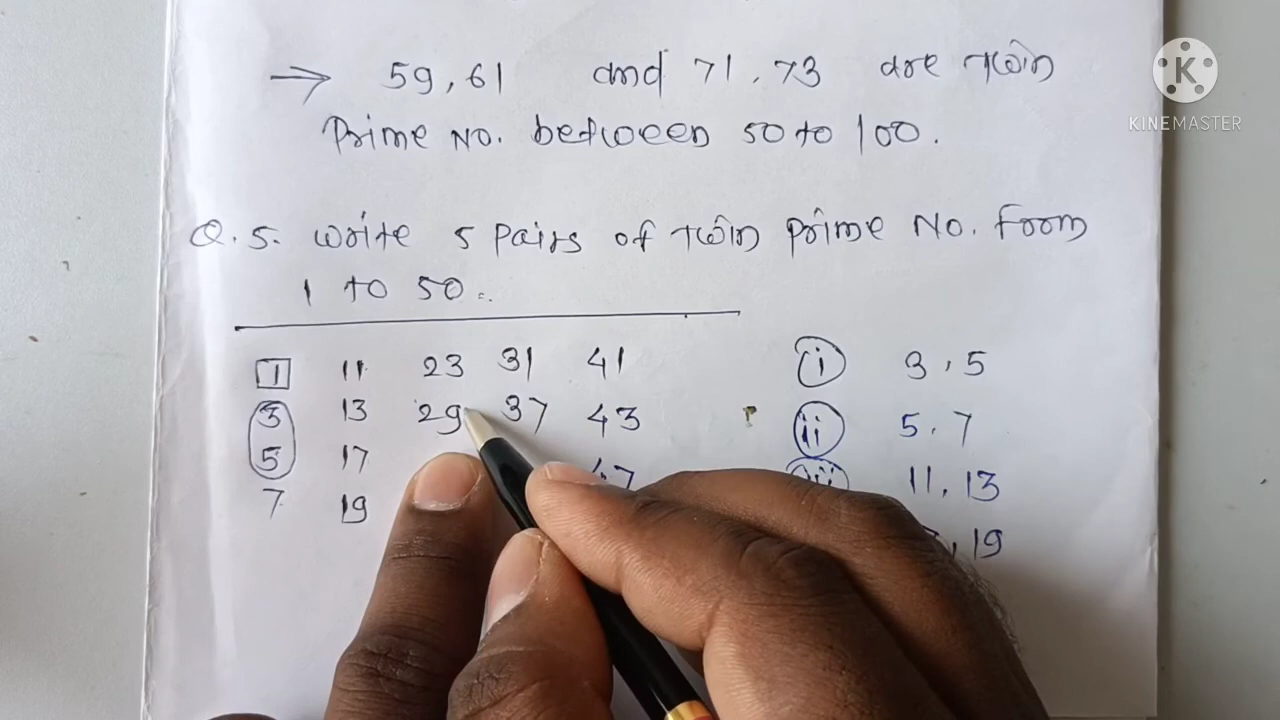 → 59, 61 and 71, 73 are Twin
Prime No. between 50 to 100.
KINEMASTER
Q. 5. write 5 pairs of Twin prime No. from
1 to 50.
1 11 23 31 41
3 13 29 37 43
5 17 47
7 19
(i) 3, 5
(ii) 5, 7
(iii) 11, 13
, 19